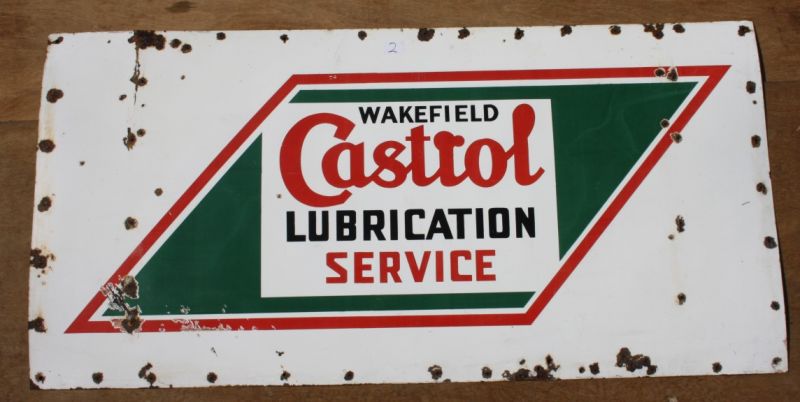 2
WAKEFIELD
Castrol
LUBRICATION
SERVICE